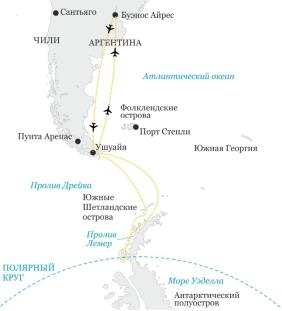 Сантьяго
Буэнос Айрес
ЧИЛИ
АРГЕНТИНА
Атлантический океан
Фолклендские
острова
Порт Стенли
Пунта Аренас
Ушуайя
Южная Георгия
Пролив Дрейка
Южные
Шетландские
острова
Пролив
Лемер
ПОЛЯРНЫЙ
КРУГ
Море Уэделла
Антарктический
полуостров